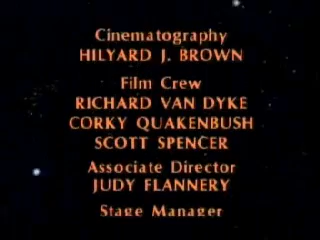 Cinematography
HILYARD J. BROWN
Film Crew
RICHARD VAN DYKE
CORKY QUAKENBUSH
SCOTT SPENCER
Associate Director
JUDY FLANNERY
Stage Manager